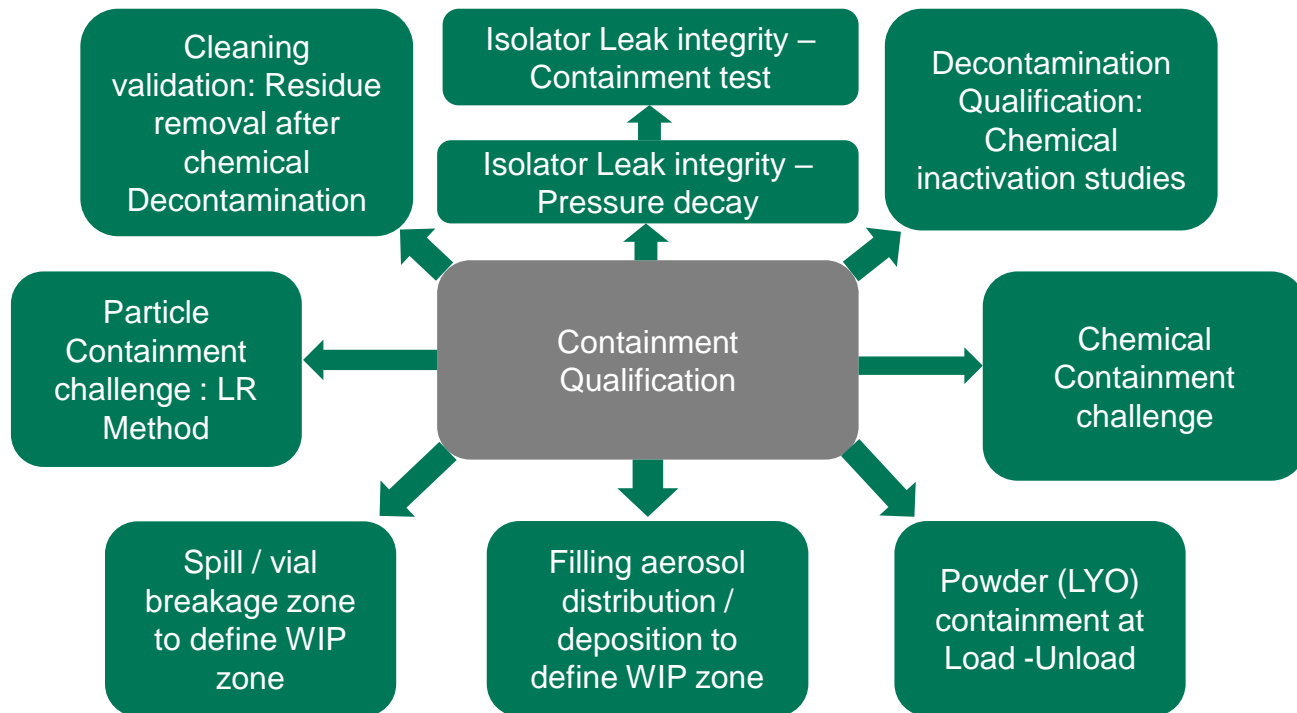 Cleaning
validation: Residue
removal after
chemical
Decontamination
Isolator Leak integrity –
Containment test
Isolator Leak integrity –
Pressure decay
Decontamination
Qualification:
Chemical
inactivation studies
Particle
Containment
challenge : LR
Method
Containment
Qualification
Chemical
Containment
challenge
Spill / vial
breakage zone
to define WIP
zone
Filling aerosol
distribution /
deposition to
define WIP zone
Powder (LYO)
containment at
Load -Unload